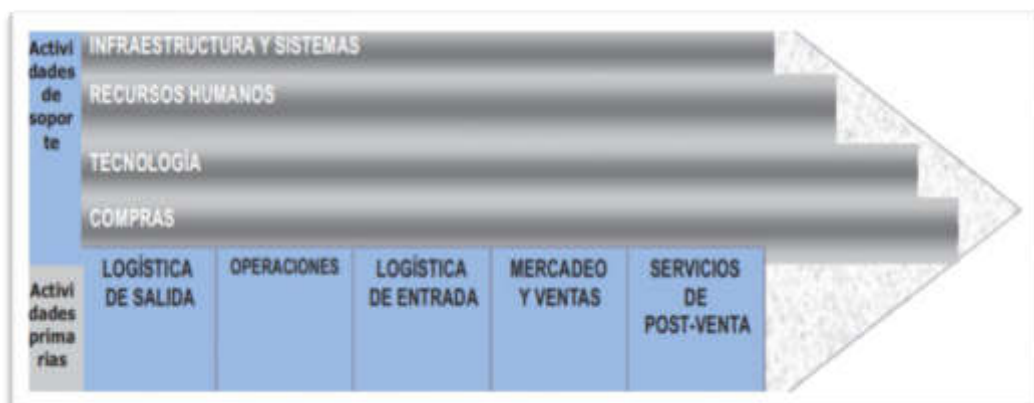 Activi
dades
de
sopor
te
INFRAESTRUCTURA Y SISTEMAS
RECURSOS HUMANOS
TECNOLOGÍA
COMPRAS
Activi
dades
prima
rias
LOGÍSTICA
DE SALIDA
OPERACIONES
LOGÍSTICA
DE ENTRADA
MERCADEO
Y VENTAS
SERVICIOS
DE
POST-VENTA